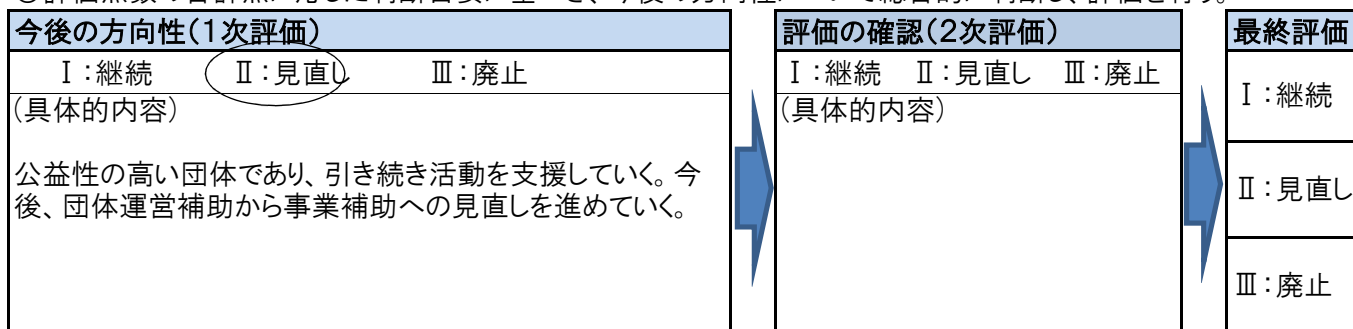 今後の方向性(1次評価)
Ⅰ:継続 Ⅱ:見直し Ⅲ:廃止
(具体的内容)
公益性の高い団体であり、引き続き活動を支援していく。今
後、団体運営補助から事業補助への見直しを進めていく。
評価の確認(2次評価)
Ⅰ:継続 Ⅱ:見直し Ⅲ:廃止
(具体的内容)
最終評価
Ⅰ:継続
Ⅱ:見直し
Ⅲ:廃止